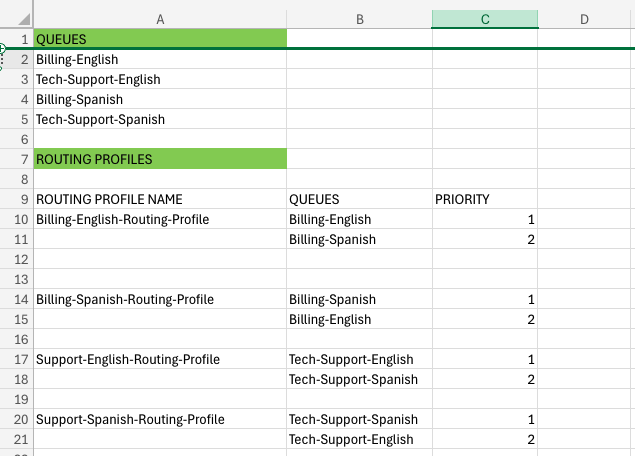 A B C D
1 QUEUES
2 Billing-English
3 Tech-Support-English
4 Billing-Spanish
5 Tech-Support-Spanish
6
7 ROUTING PROFILES
8
9 ROUTING PROFILE NAME QUEUES PRIORITY
10 Billing-English-Routing-Profile Billing-English 1
11 Billing-Spanish 2
12
13
14 Billing-Spanish-Routing-Profile Billing-Spanish 1
15 Billing-English 2
16
17 Support-English-Routing-Profile Tech-Support-English 1
18 Tech-Support-Spanish 2
19
20 Support-Spanish-Routing-Profile Tech-Support-Spanish 1
21 Tech-Support-English 2